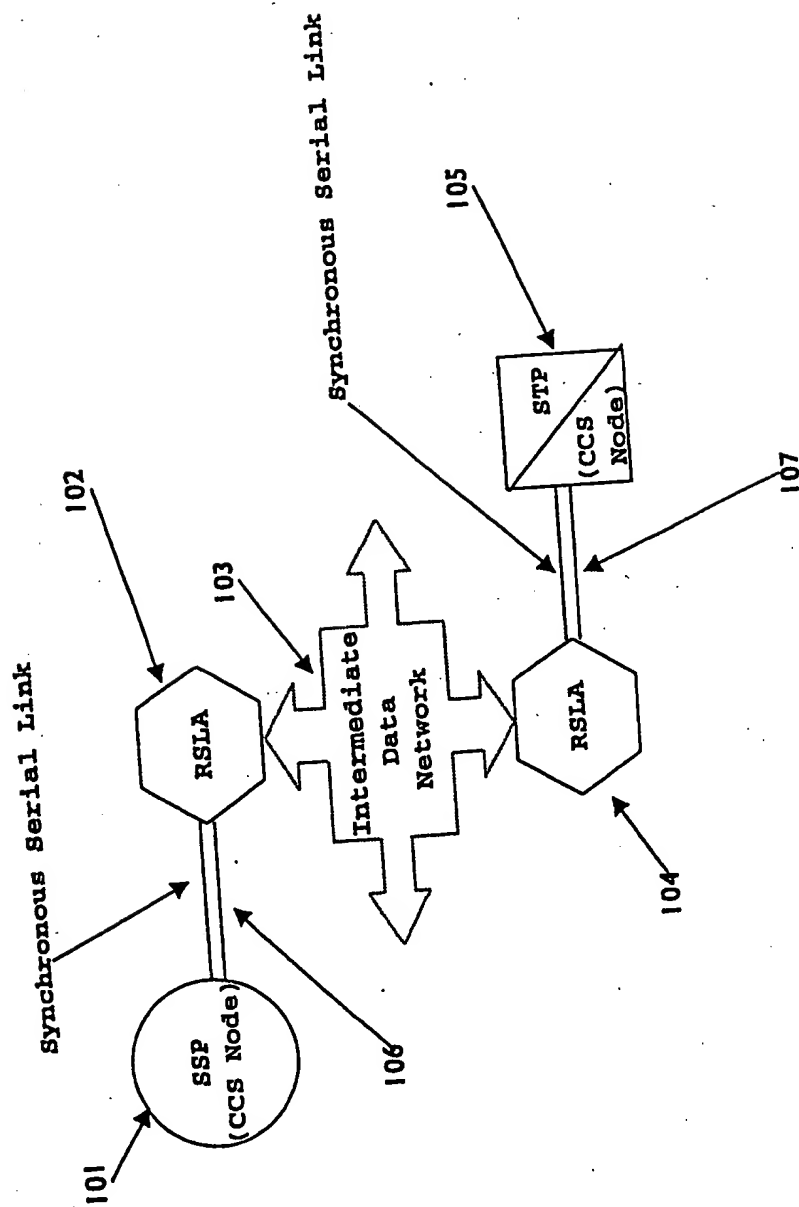 Synchronous Serial Link
102
RSLA
103
101
SSP
(CCS Node)
106
Intermediate
Data
Network
Synchronous Serial Link
105
STP
(CCS
Node)
RSLA
104
107